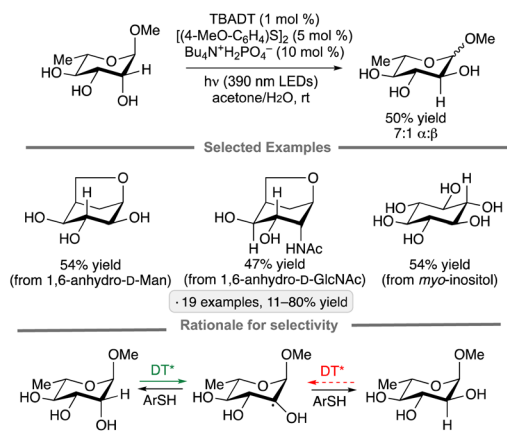 TBADT (1 mol %)
[(4-MeO-C6H4)S]2 (5 mol %)
Bu4N+H2PO4– (10 mol %)
hν (390 nm LEDs)
acetone/H2O, rt
OMe
Me
O
HO
HO
H
OH
OMe
Me
O
HO
HO
OH
H
50% yield
7:1 α:β
Selected Examples
O
H
HO
HO
OH
54% yield
(from 1,6-anhydro-D-Man)
O
H
HO
H
HO
HNAc
47% yield
(from 1,6-anhydro-D-GlcNAc)
H
HO
HO
OH
HO
OH
OH
54% yield
(from myo-inositol)
· 19 examples, 11–80% yield
Rationale for selectivity
OMe
Me
O
HO
HO
H
OH
DT*
ArSH
OMe
Me
O
HO
HO
·
OH
DT*
ArSH
OMe
Me
O
HO
HO
OH
H